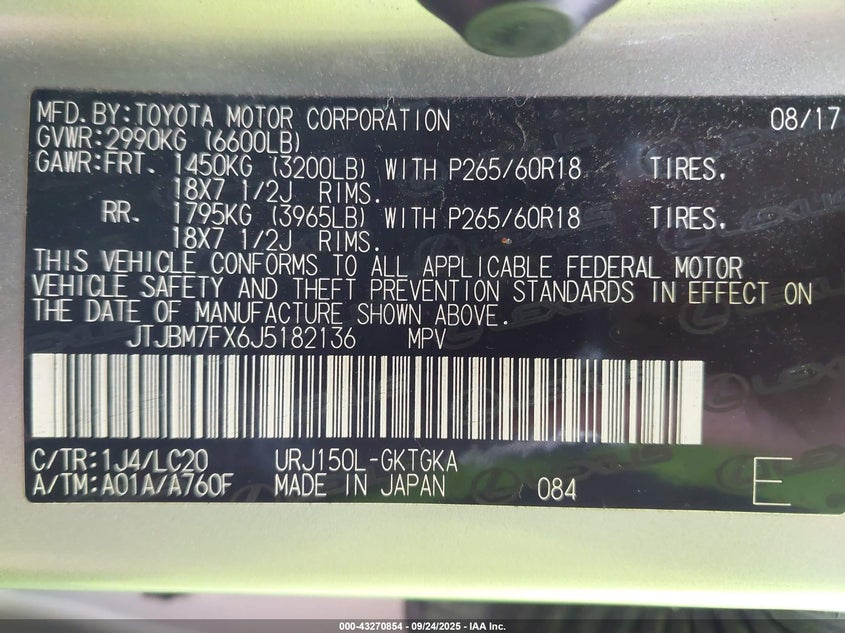 MFD.BY:TOYOTA MOTOR CORPORATION 08/17
GVWR:2990KG (6600LB)
GAWR:FRT. 1450KG (3200LB) WITH P265/60R18 TIRES,
18X7 1/2J RIMS.
RR. 1795KG (3965LB) WITH P265/60R18 TIRES,
18X7 1/2J RIMS.
THIS VEHICLE CONFORMS TO ALL APPLICABLE FEDERAL MOTOR
VEHICLE SAFETY AND THEFT PREVENTION STANDARDS IN EFFECT ON
THE DATE OF MANUFACTURE SHOWN ABOVE.
JTJBM7FX6J5182136 MPV
LEXUS
C/TR:1J4/LC20 URJ150L-GKTGKA
A/TM:A01A/A760F MADE IN JAPAN 084 E
000-43270854 - 09/24/2025 - IAA Inc.